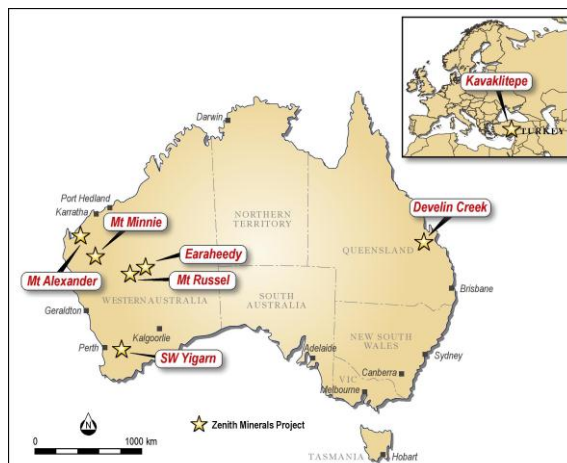 Kavaklitepe
TURKEY
Darwin
Port Hedland
Karratha
Mt Minnie
Develin Creek
NORTHERN
TERRITORY
Earaheedy
QUEENSLAND
Mt Alexander
Mt Russel
WESTERN AUSTRALIA
Brisbane
SOUTH
AUSTRALIA
Geraldton
Kalgoorlie
NEW SOUTH
WALES
Perth
SW Yigarn
Adelaide
Sydney
Canberra
VIC
Melbourne
N
Zenith Minerals Project
0
1000 km
TASMANIA
Hobart